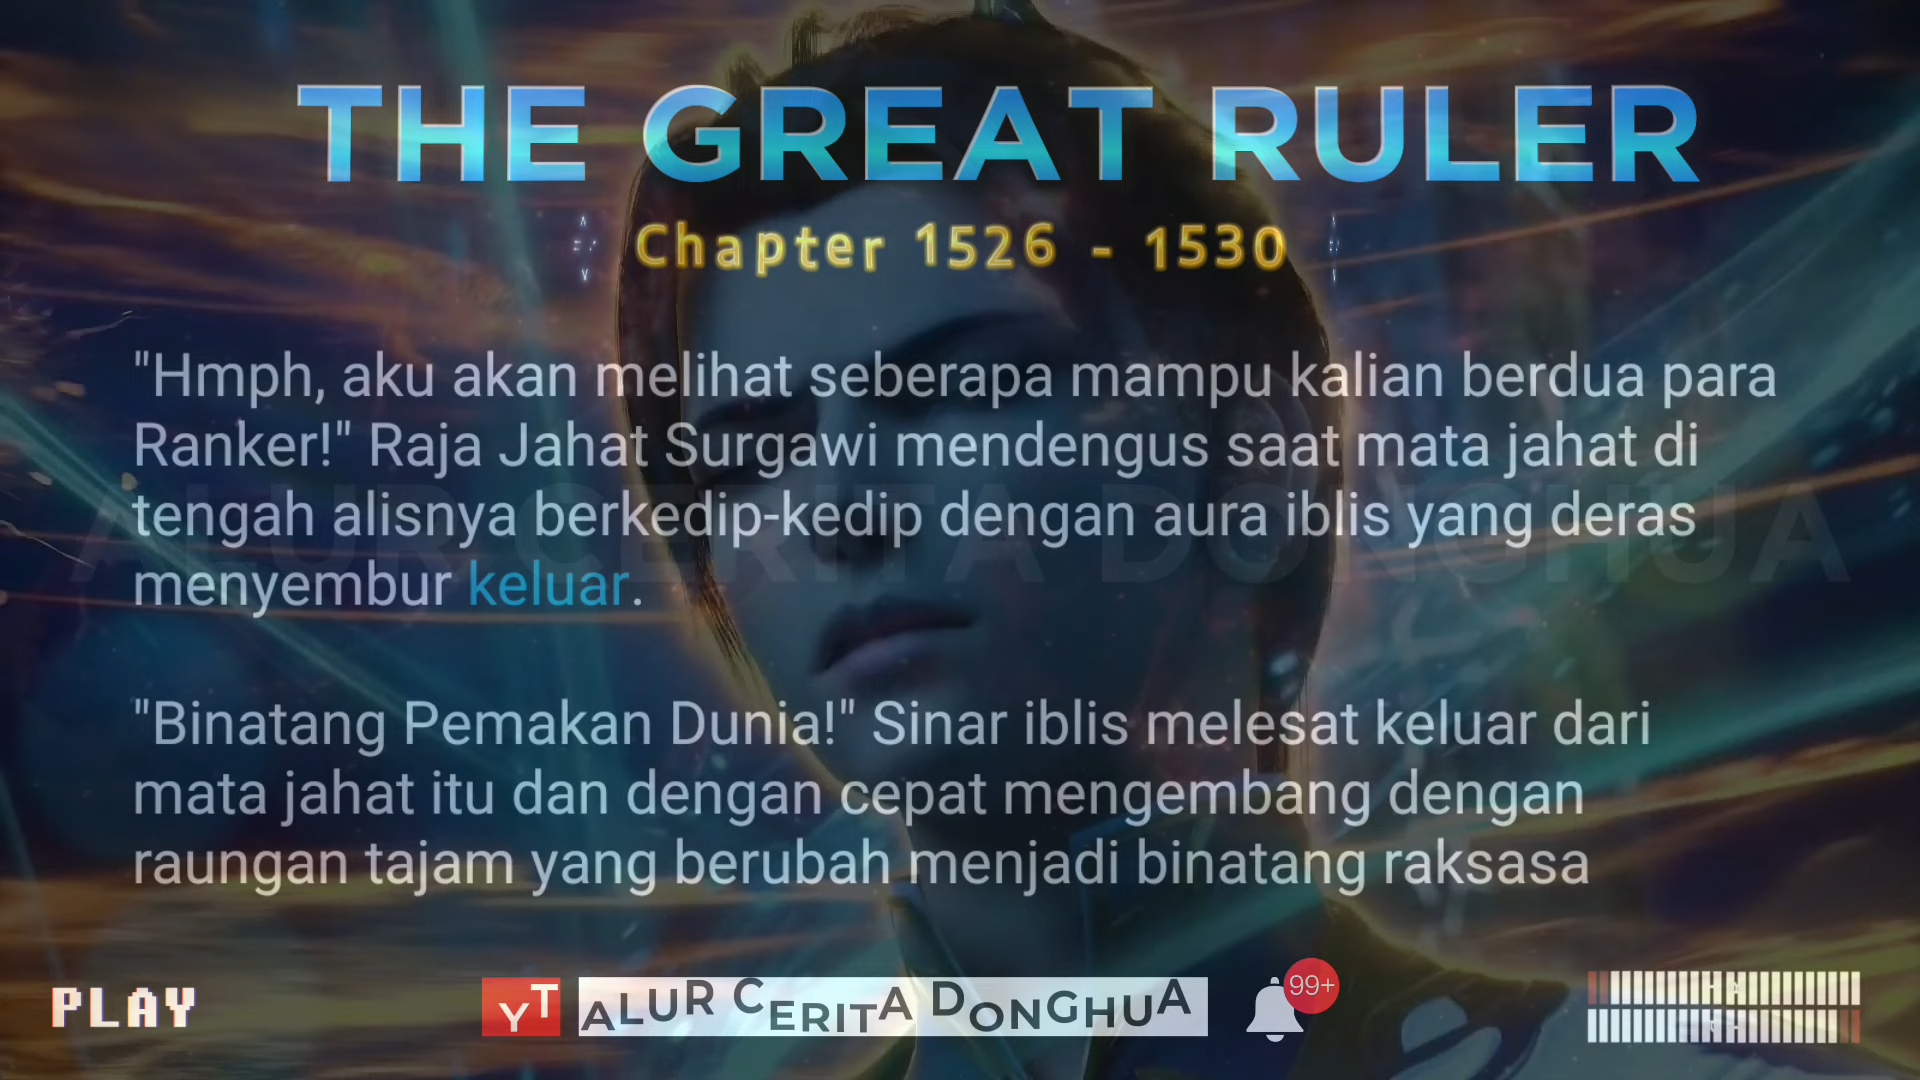 THE GREAT RULER
Chapter 1526 - 1530
"Hmph, aku akan melihat seberapa mampu kalian berdua para
Ranker!" Raja Jahat Surgawi mendengus saat mata jahat di
tengah alisnya berkedip-kedip dengan aura iblis yang deras
menyembur keluar.
ALUR CERITA DONGHUA
"Binatang Pemakan Dunia!" Sinar iblis melesat keluar dari
mata jahat itu dan dengan cepat mengembang dengan
raungan tajam yang berubah menjadi binatang raksasa
PLAY
YT ALUR CERITA DONGHUA
99+